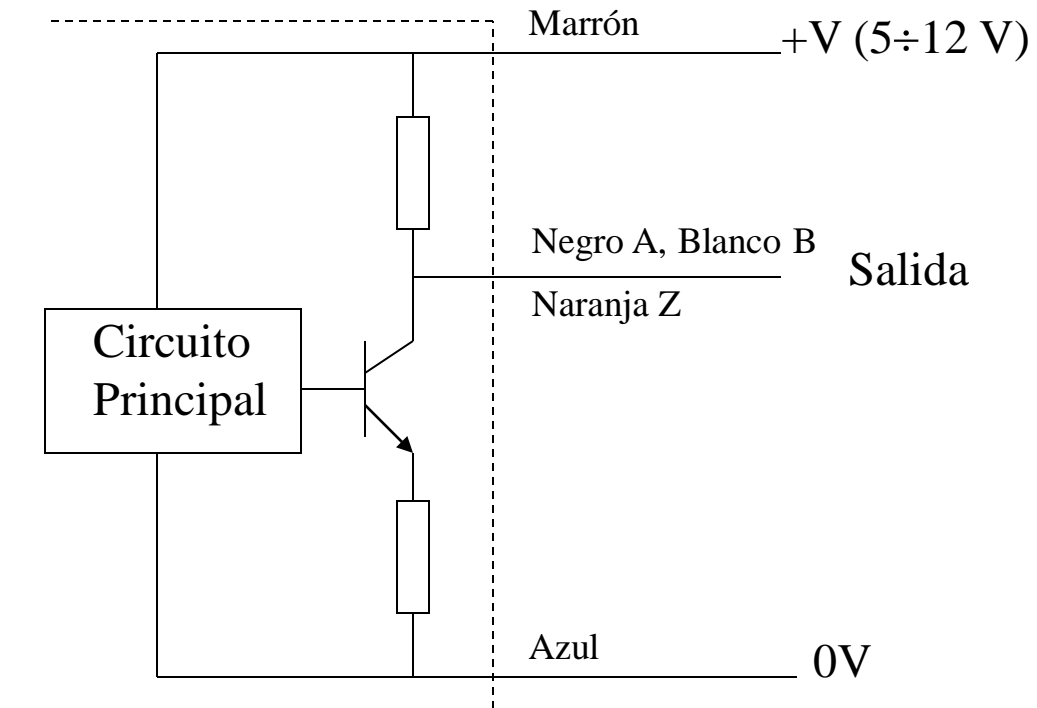 Marrón
+V (5÷12 V)
Negro A, Blanco B
Salida
Naranja Z
Circuito
Principal
Azul
0V